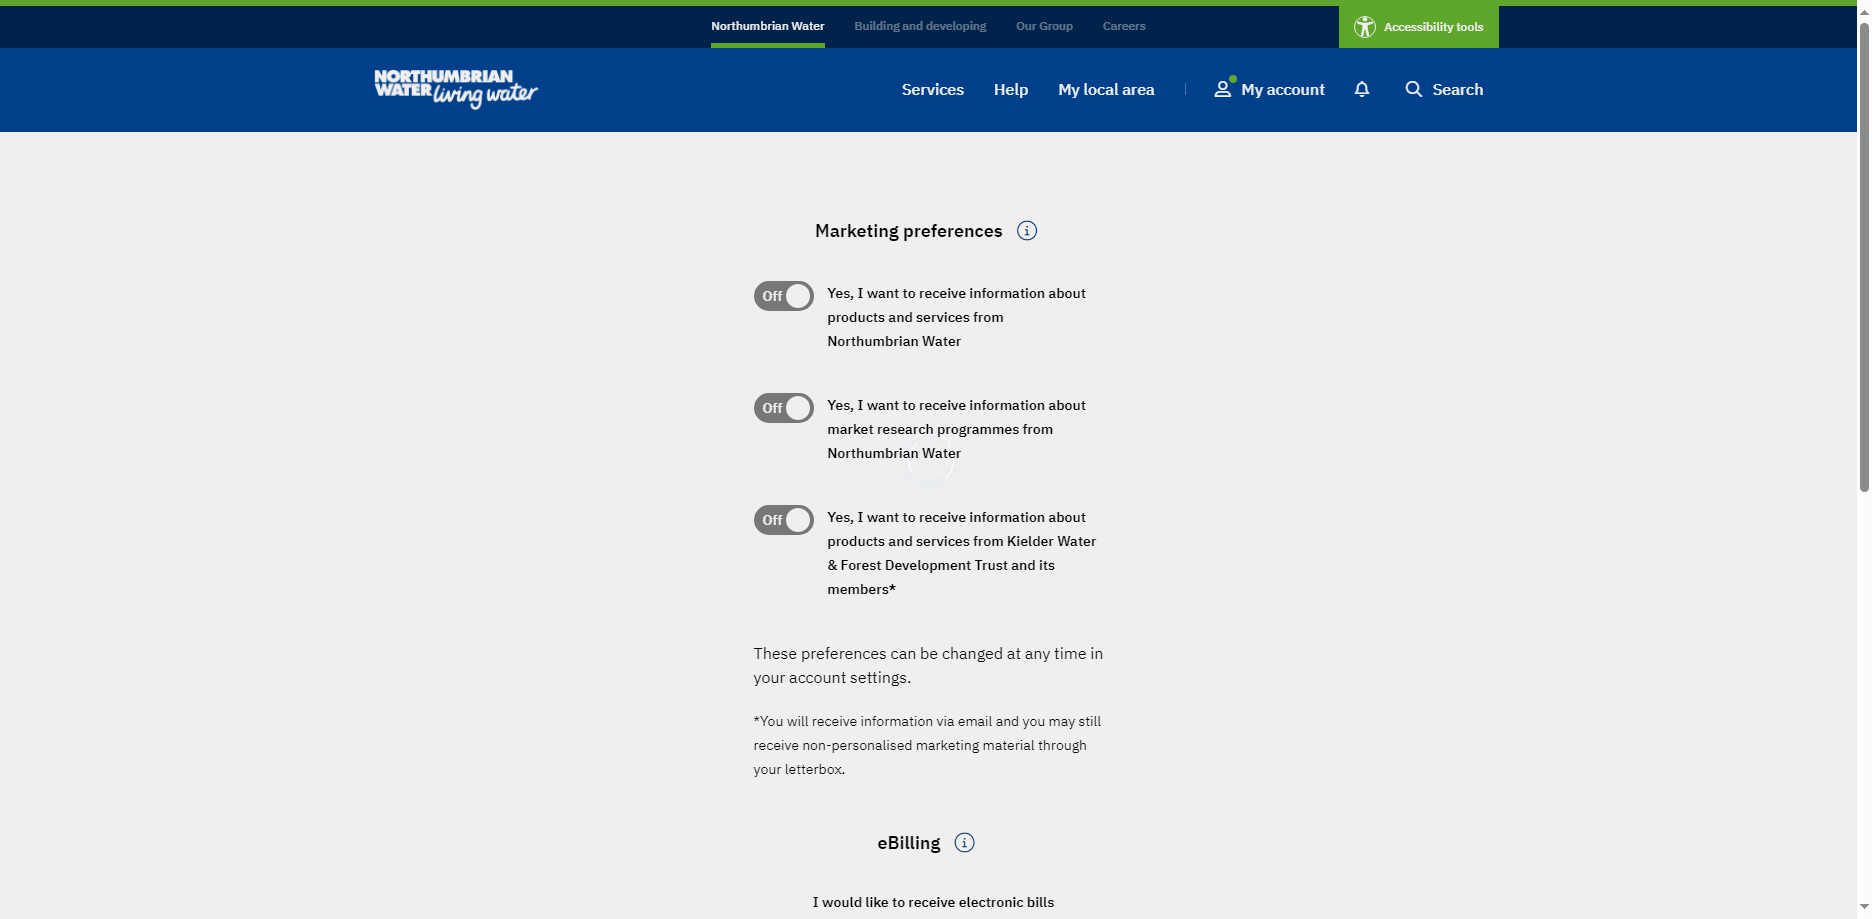 Northumbrian Water
Building and developing
Our Group
Careers
Accessibility tools
NORTHUMBRIAN
WATER living water
Services
Help
My local area
My account
Search
Marketing preferences
Off
Yes, I want to receive information about
products and services from
Northumbrian Water
Off
Yes, I want to receive information about
market research programmes from
Northumbrian Water
Off
Yes, I want to receive information about
products and services from Kielder Water
& Forest Development Trust and its
members*
These preferences can be changed at any time in
your account settings.
*You will receive information via email and you may still
receive non-personalised marketing material through
your letterbox.
eBilling
I would like to receive electronic bills